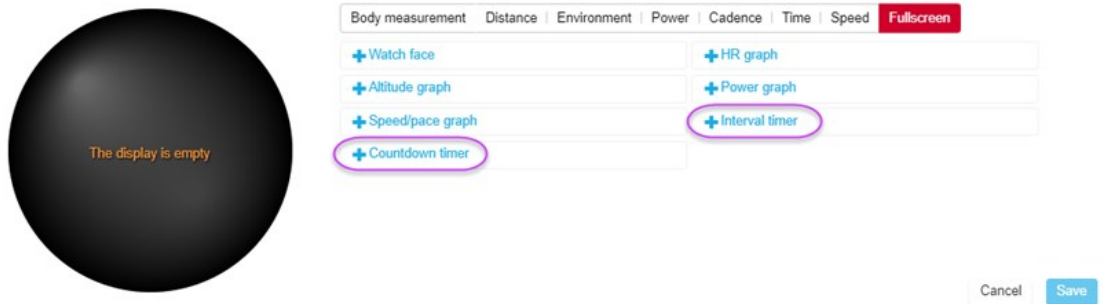 Body measurement Distance Environment Power Cadence Time Speed Fullscreen
Watch face HR graph
Altitude graph Power graph
Speed/pace graph Interval timer
Countdown timer
The display is empty
Cancel Save